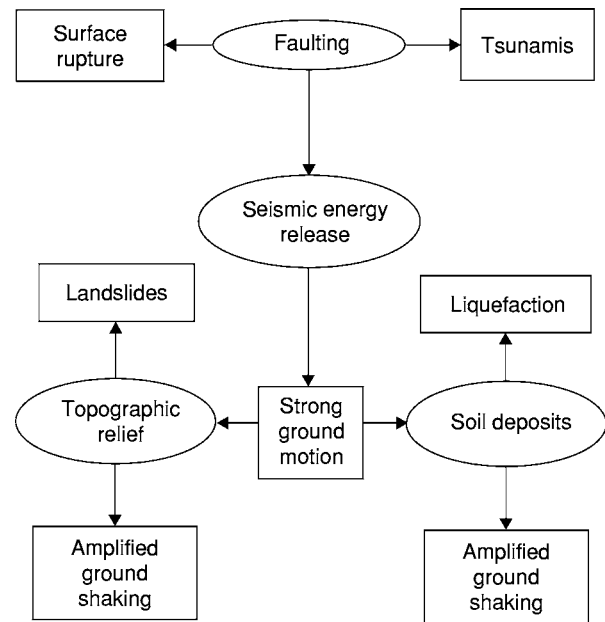 Surface
rupture
Faulting
Tsunamis
Seismic energy
release
Landslides
Liquefaction
Topographic
relief
Strong
ground
motion
Soil deposits
Amplified
ground
shaking
Amplified
ground
shaking